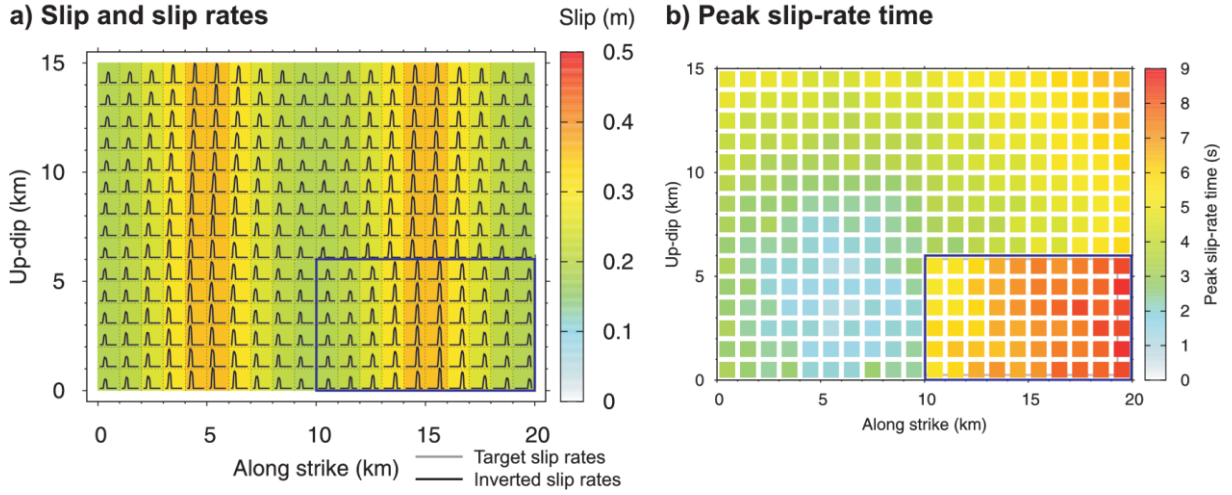 a) Slip and slip rates
Slip (m)
15
10
5
0
Up-dip (km)
0 5 10 15 20
Along strike (km)
Target slip rates
Inverted slip rates
0.5
0.4
0.3
0.2
0.1
0
b) Peak slip-rate time
15
10
5
0
Up-dip (km)
0 5 10 15 20
Along strike (km)
9
8
7
6
5
4
3
2
1
0
Peak slip-rate time (s)